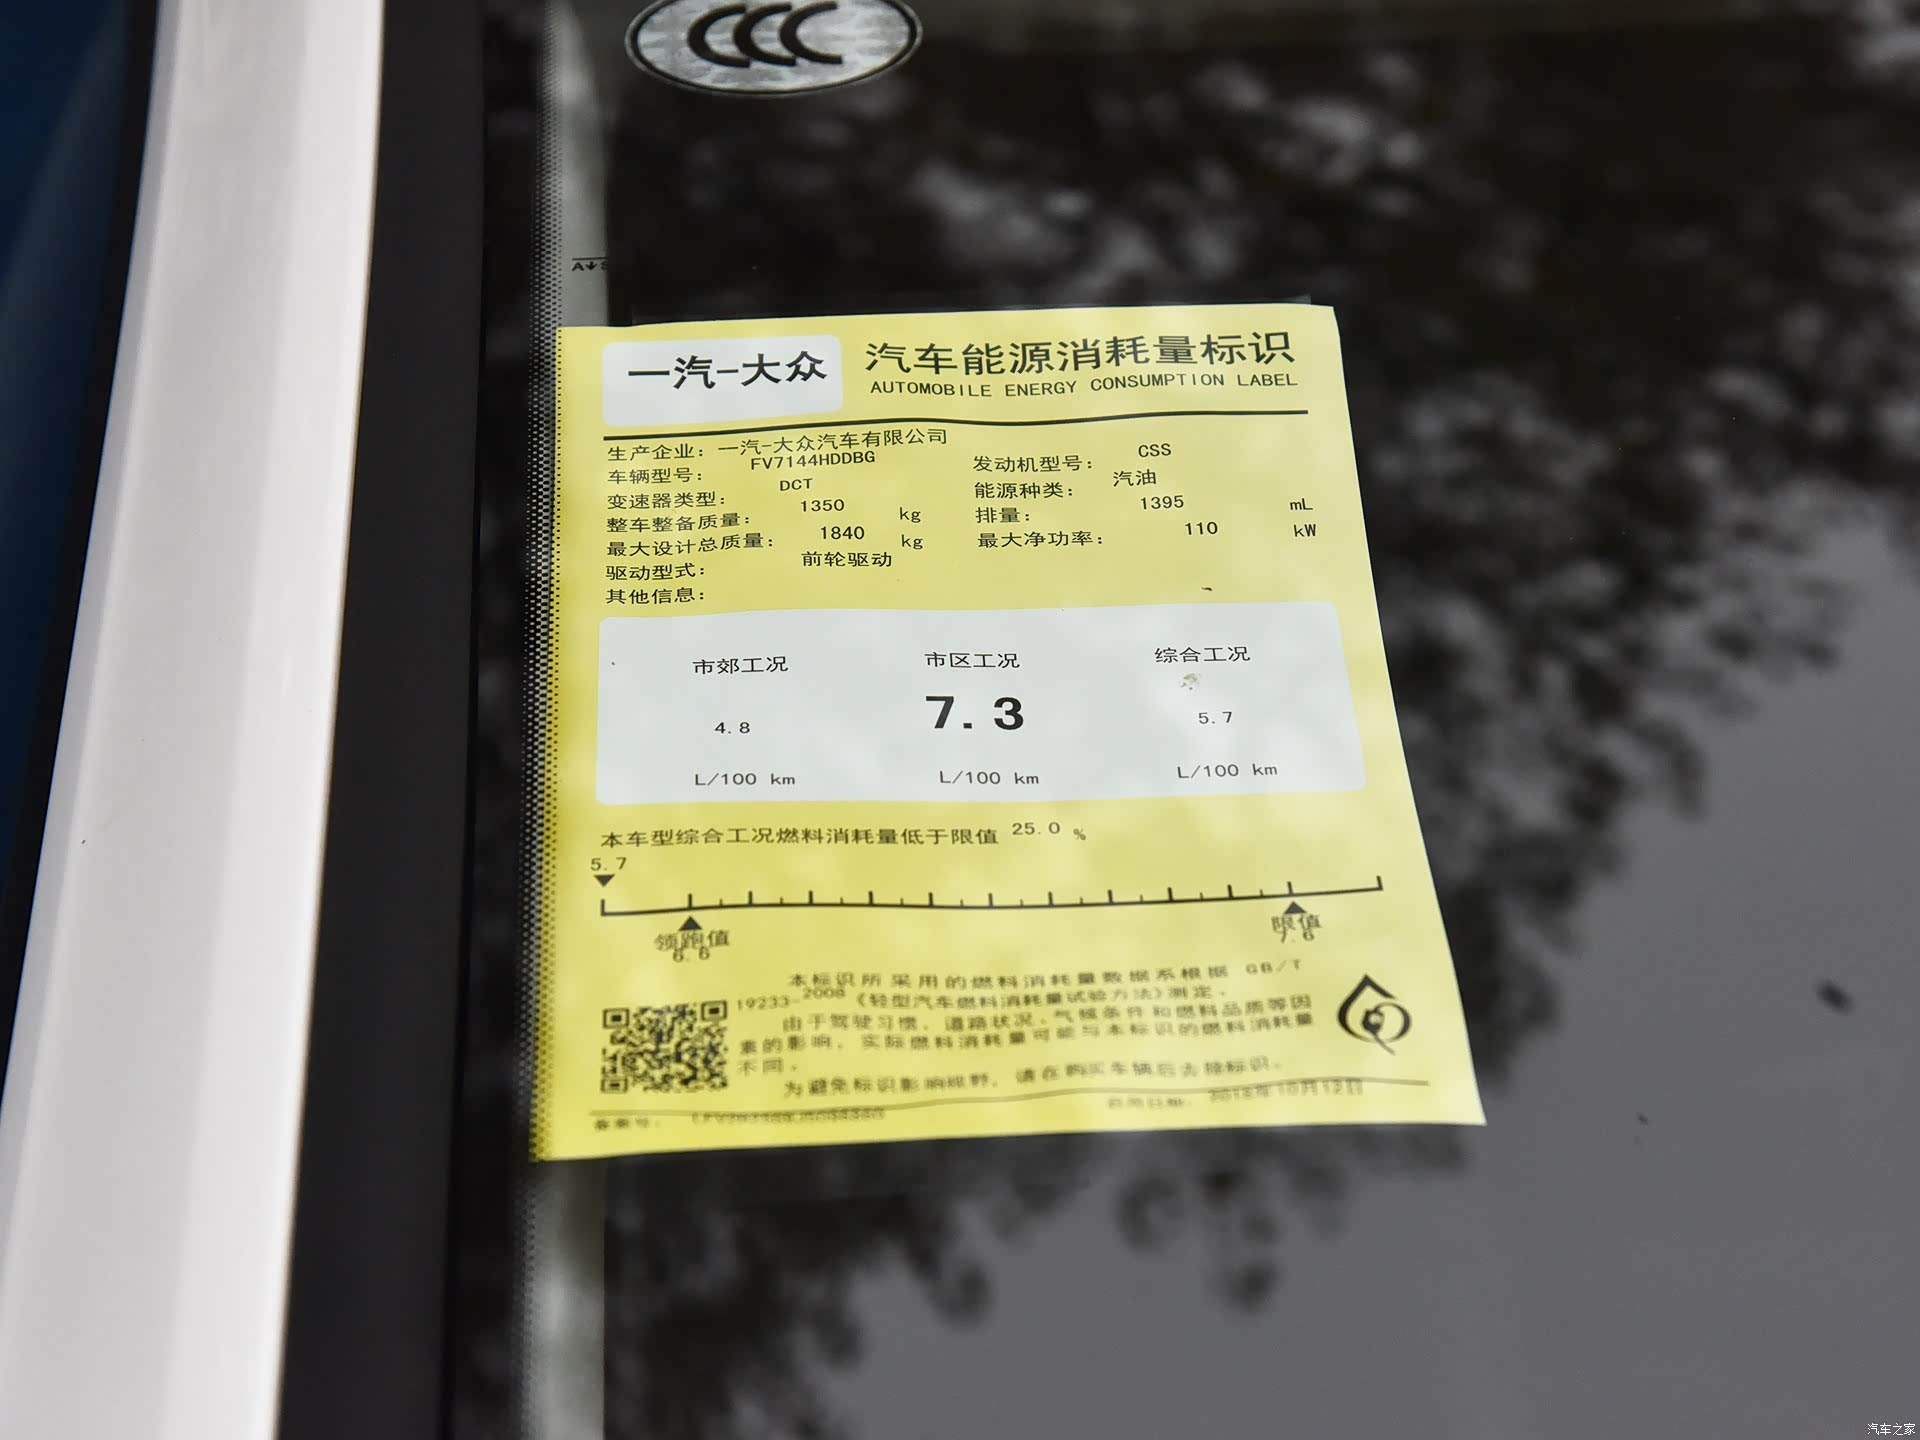 CCC
一汽-大众
汽车能源消耗量标识
AUTOMOBILE ENERGY CONSUMPTION LABEL
生产企业: 一汽-大众汽车有限公司
车辆型号: FV7144HDDBG
发动机型号: CSS
变速器类型: DCT
能源种类: 汽油
整车整备质量: 1350 kg
排量: 1395 mL
最大设计总质量: 1840 kg
最大净功率: 110 kW
驱动型式: 前轮驱动
其他信息:
市郊工况 市区工况 综合工况
4.8 7.3 5.7
L/100 km L/100 km L/100 km
本车型综合工况燃料消耗量低于限值 25.0 %
5.7
领跑值 限值
6.6 7.6
本标识所采用的燃料消耗量数据系根据 GB/T
19233-2008《轻型汽车燃料消耗量试验方法》测定.
由于驾驶习惯、道路状况、气候条件和燃料品质等因
素的影响, 实际燃料消耗量可能与本标识的燃料消耗量
不同.
为避免标识影响视野, 请在购买车辆后去除标识.
备案号:
启用日期:
汽车之家